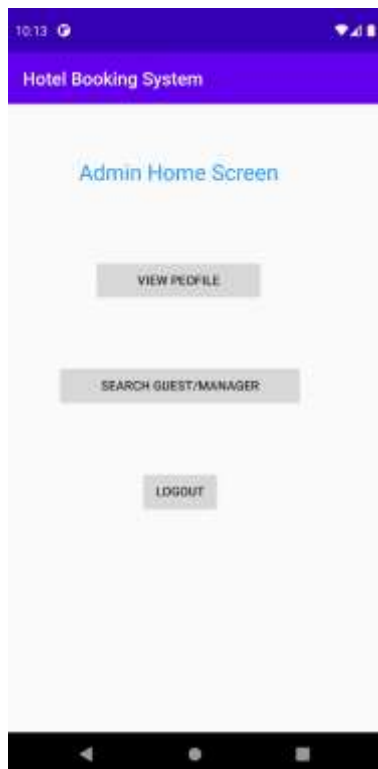 10:13
Hotel Booking System
Admin Home Screen
VIEW PEOFILE
SEARCH GUEST/MANAGER
LOGOUT